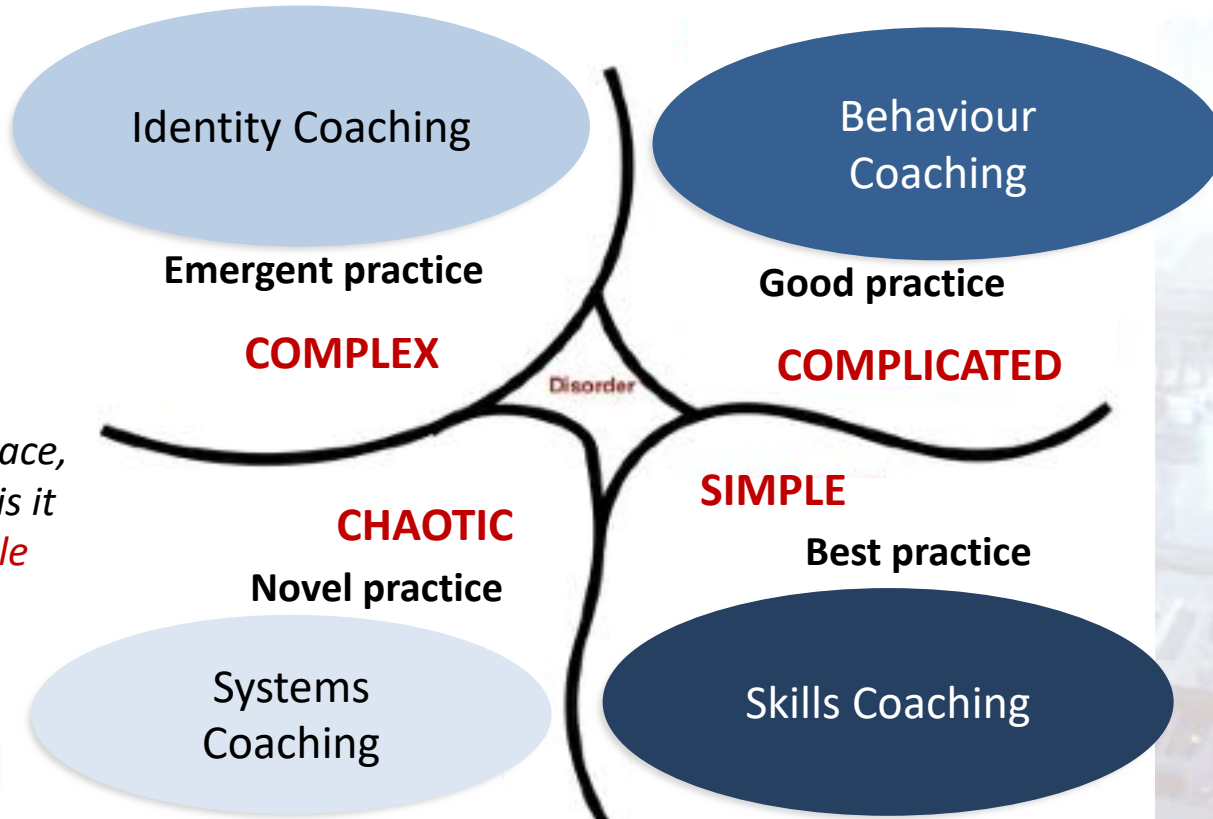 Identity Coaching
Behaviour
Coaching
Emergent practice
Good practice
COMPLEX
COMPLICATED
Disorder
ace,
is it
le
SIMPLE
CHAOTIC
Best practice
Novel practice
Systems
Coaching
Skills Coaching